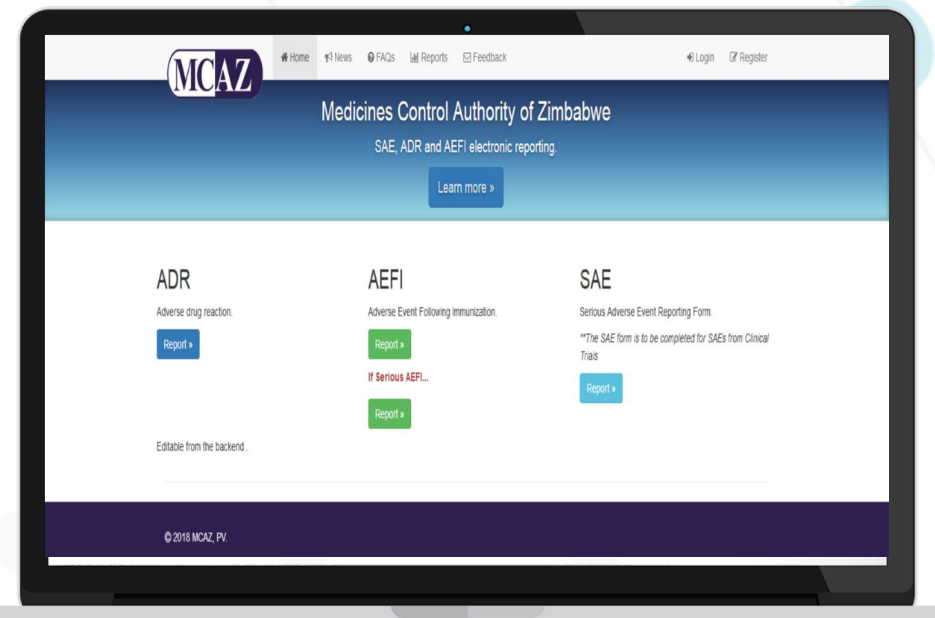 MCAZ
Home News FAQs Reports Feedback Login Register
Medicines Control Authority of Zimbabwe
SAE, ADR and AEFI electronic reporting.
Learn more »
ADR
Adverse drug reaction.
Report »
AEFI
Adverse Event Following Immunization.
Report »
If Serious AEFI...
Report »
SAE
Serious Adverse Event Reporting Form.
**The SAE form is to be completed for SAEs from Clinical
Trials
Report »
Editable from the backend..
© 2018 MCAZ, PV.